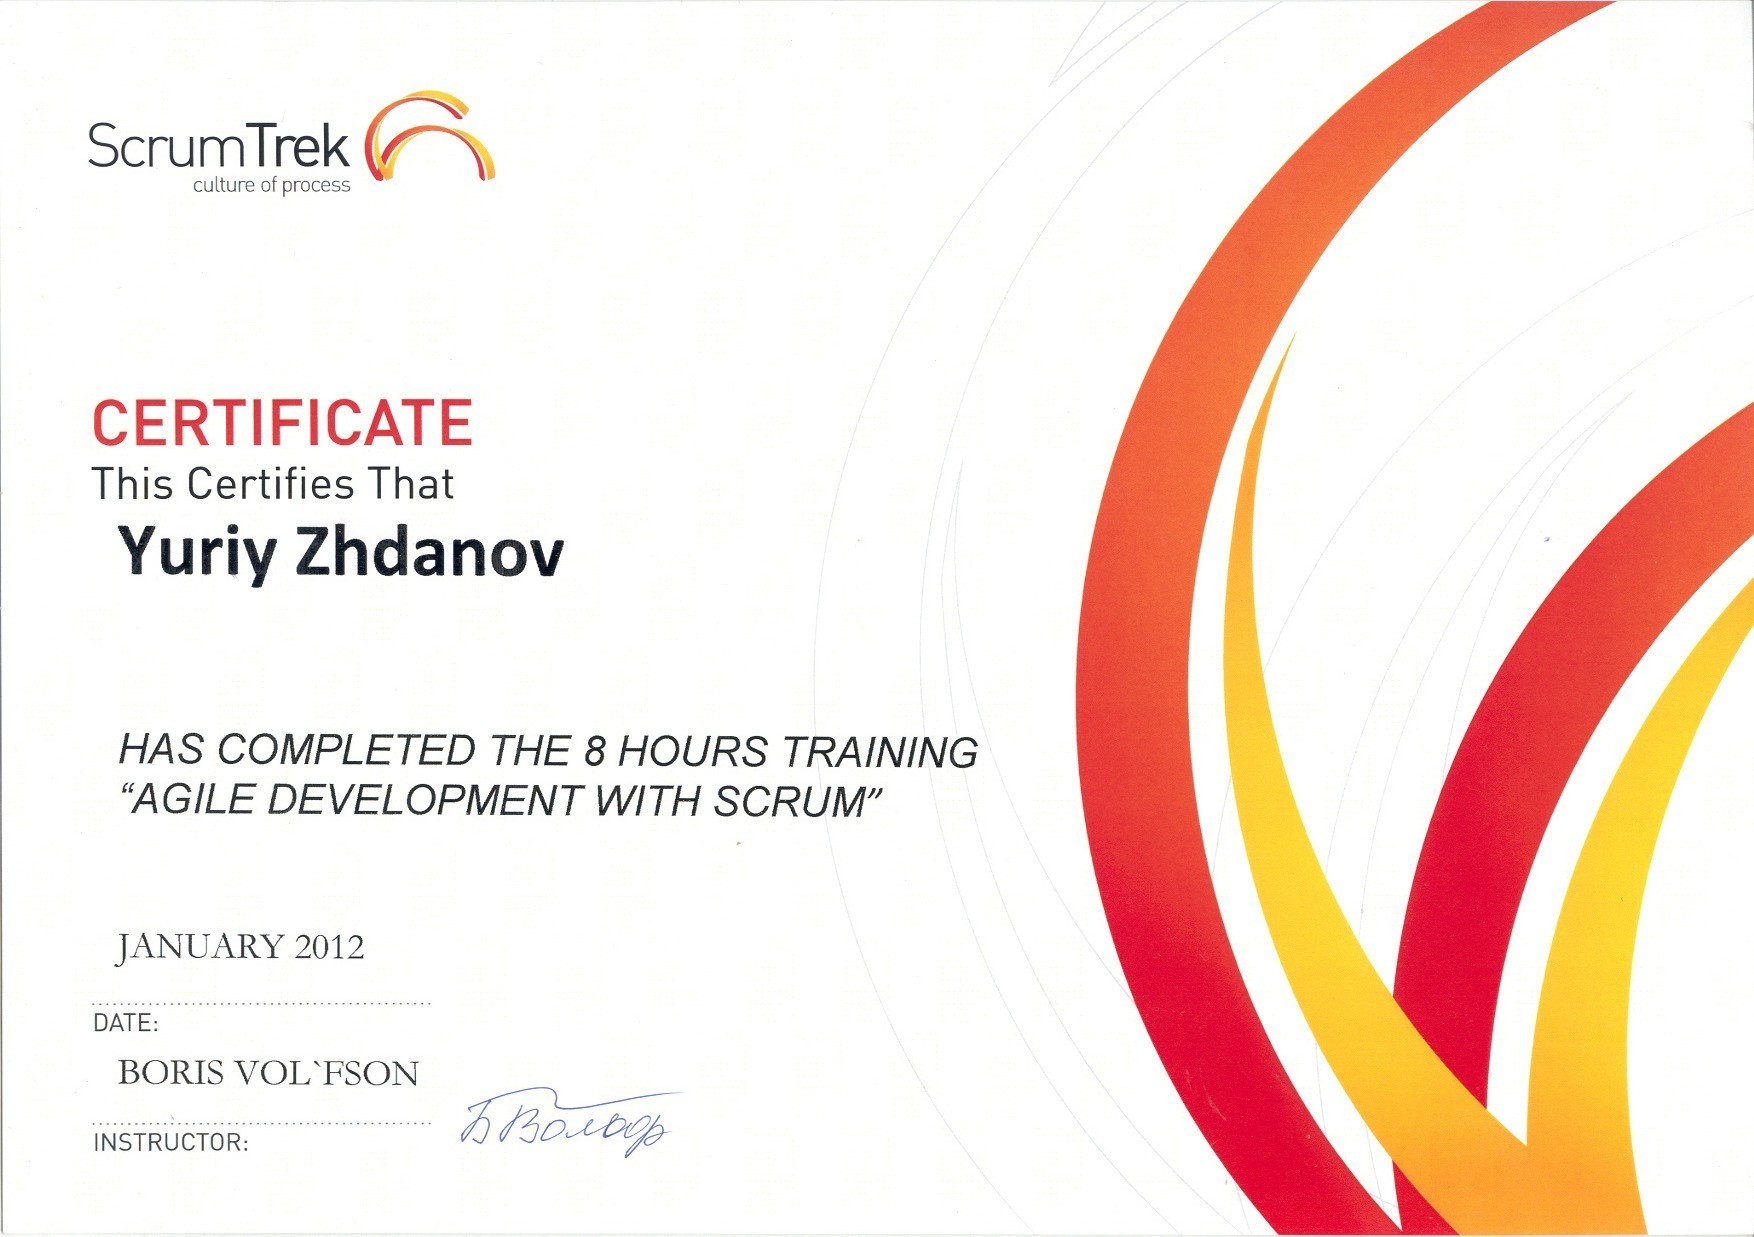 ScrumTrek
culture of process
CERTIFICATE
This Certifies That
Yuriy Zhdanov
HAS COMPLETED THE 8 HOURS TRAINING
“AGILE DEVELOPMENT WITH SCRUM”
JANUARY 2012
DATE:
BORIS VOL`FSON
INSTRUCTOR: